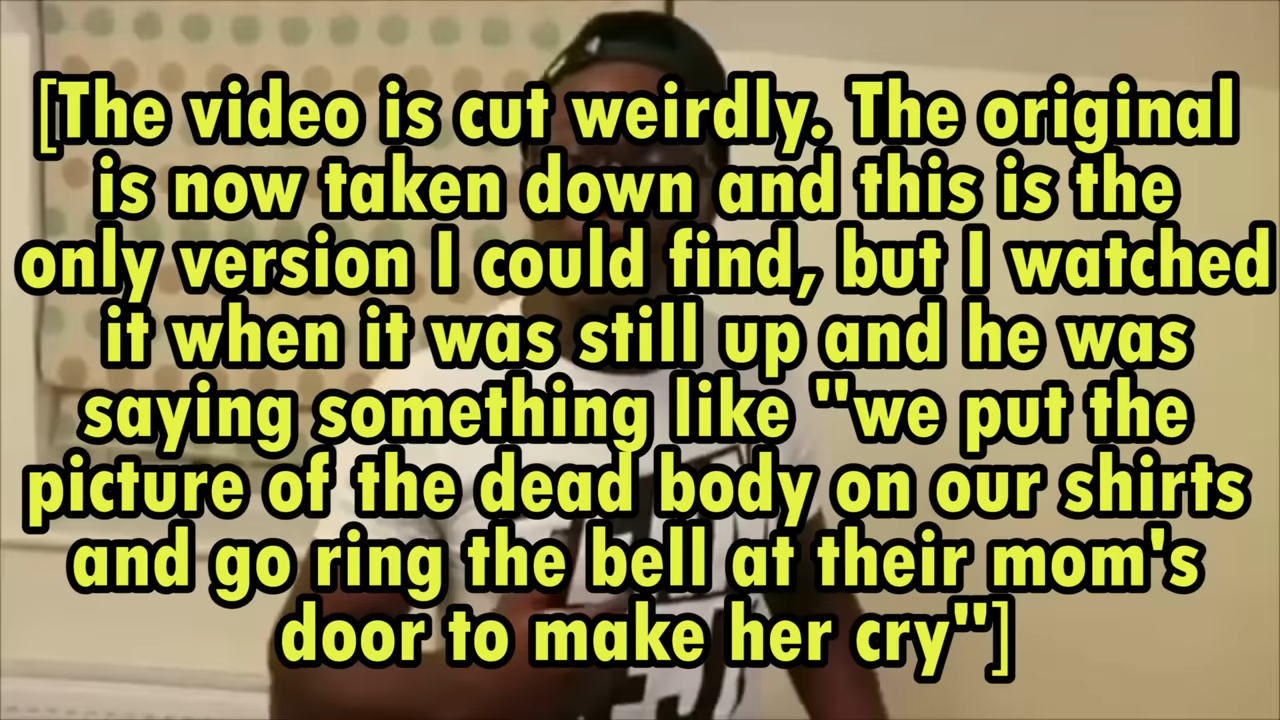 [The video is cut weirdly. The original
is now taken down and this is the
only version I could find, but I watched
it when it was still up and he was
saying something like "we put the
picture of the dead body on our shirts
and go ring the bell at their mom's
door to make her cry"]